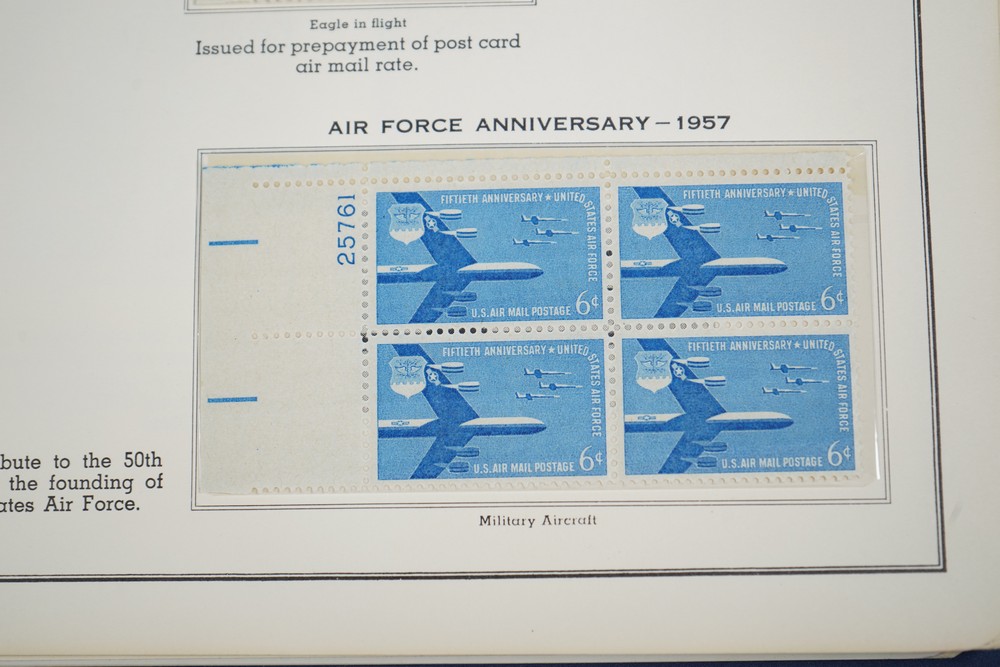 Eagle in flight
Issued for prepayment of post card
air mail rate.
AIR FORCE ANNIVERSARY — 1957
25761
FIFTIETH ANNIVERSARY ★ UNITED STATES AIR FORCE
U.S. AIR MAIL POSTAGE 6¢
FIFTIETH ANNIVERSARY ★ UNITED STATES AIR FORCE
U.S. AIR MAIL POSTAGE 6¢
FIFTIETH ANNIVERSARY ★ UNITED STATES AIR FORCE
U.S. AIR MAIL POSTAGE 6¢
FIFTIETH ANNIVERSARY ★ UNITED STATES AIR FORCE
U.S. AIR MAIL POSTAGE 6¢
bute to the 50th
the founding of
ates Air Force.
Military Aircraft